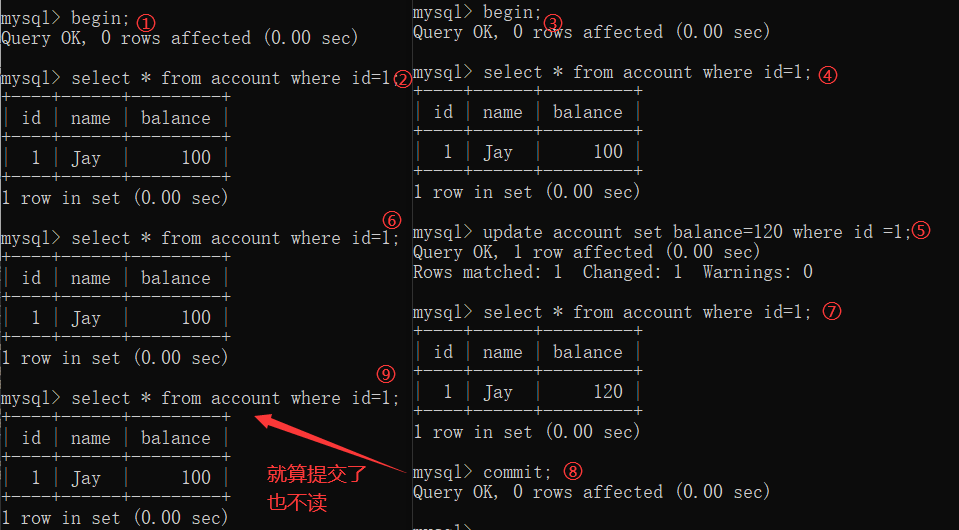 mysql> begin; ①
Query OK, 0 rows affected (0.00 sec)
mysql> select * from account where id=1; ②
+----+------+---------+
| id | name | balance |
+----+------+---------+
| 1 | Jay | 100 |
+----+------+---------+
1 row in set (0.00 sec)
⑥
mysql> select * from account where id=1;
+----+------+---------+
| id | name | balance |
+----+------+---------+
| 1 | Jay | 100 |
+----+------+---------+
1 row in set (0.00 sec)
⑨
mysql> select * from account where id=1;
+----+------+---------+
| id | name | balance |
+----+------+---------+
| 1 | Jay | 100 |
+----+------+---------+
1 row in set (0.00 sec)
就算提交了
也不读
mysql> begin; ③
Query OK, 0 rows affected (0.00 sec)
mysql> select * from account where id=1; ④
+----+------+---------+
| id | name | balance |
+----+------+---------+
| 1 | Jay | 100 |
+----+------+---------+
1 row in set (0.00 sec)
mysql> update account set balance=120 where id =1; ⑤
Query OK, 1 row affected (0.00 sec)
Rows matched: 1 Changed: 1 Warnings: 0
mysql> select * from account where id=1; ⑦
+----+------+---------+
| id | name | balance |
+----+------+---------+
| 1 | Jay | 120 |
+----+------+---------+
1 row in set (0.00 sec)
mysql> commit; ⑧
Query OK, 0 rows affected (0.00 sec)